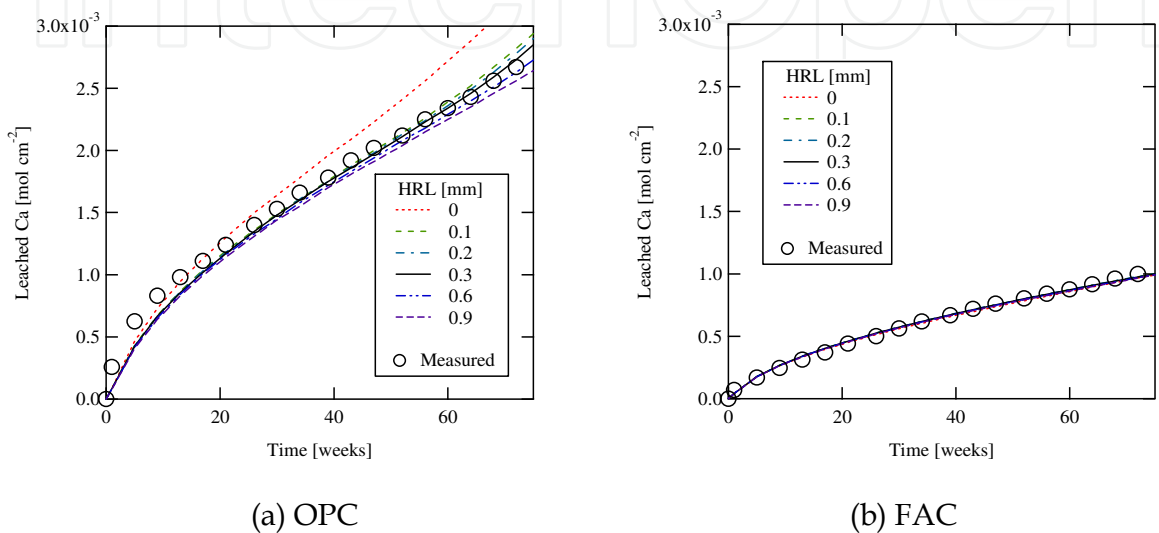 InTechOpen
3.0x10⁻³
2.5
2.0
1.5
1.0
0.5
0.0
Leached Ca [mol cm⁻²]
0
20
40
60
Time [weeks]
HRL [mm]
0
0.1
0.2
0.3
0.6
0.9
Measured
(a) OPC
3.0x10⁻³
2.5
2.0
1.5
1.0
0.5
0.0
Leached Ca [mol cm⁻²]
0
20
40
60
Time [weeks]
HRL [mm]
0
0.1
0.2
0.3
0.6
0.9
Measured
(b) FAC